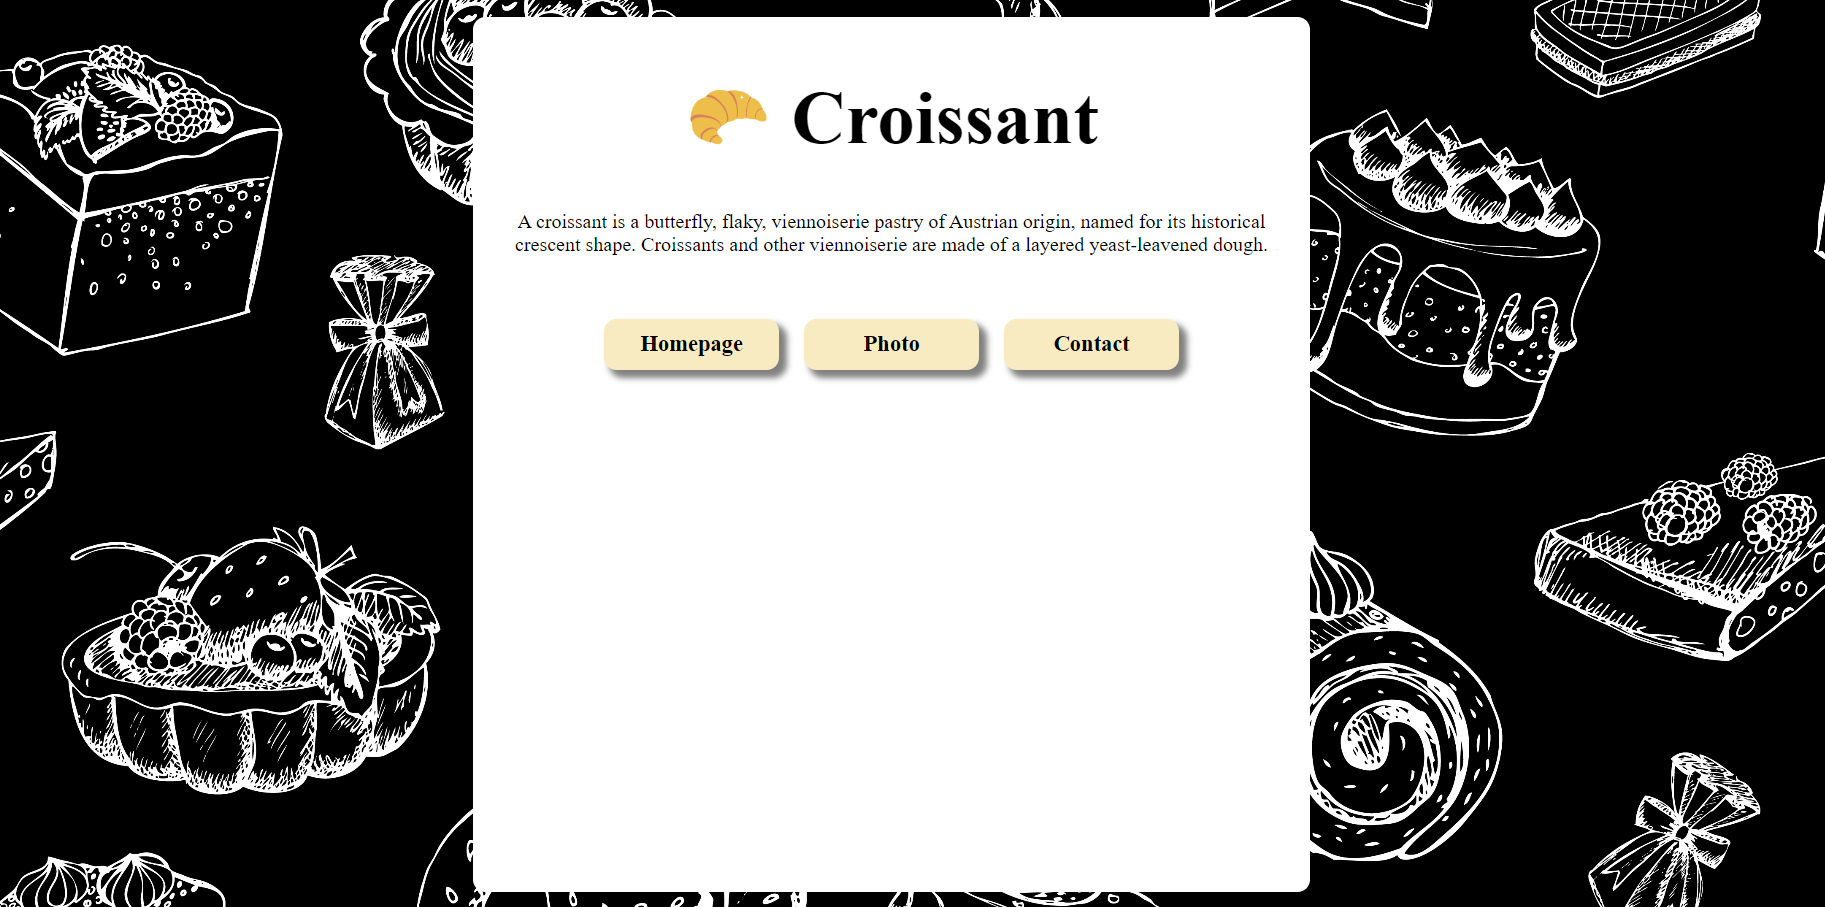 Croissant
A croissant is a butterfly, flaky, viennoiserie pastry of Austrian origin, named for its historical
crescent shape. Croissants and other viennoiserie are made of a layered yeast-leavened dough.
Homepage Photo Contact